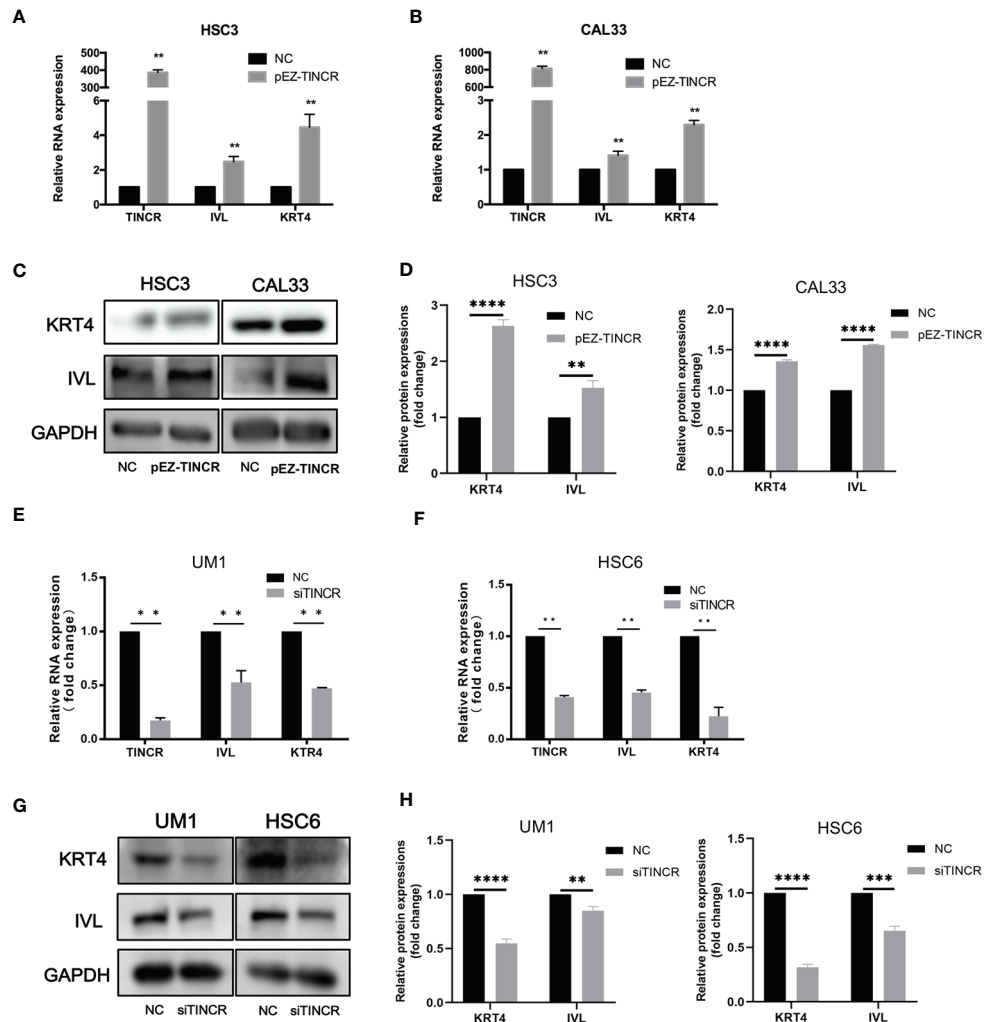 A
HSC3
Relative RNA expression
500
400
300
6
4
2
0
**
**
**
NC
pEZ-TINCR
TINCR IVL KRT4
B
CAL33
Relative RNA expression
1000
800
600
3
2
1
0
**
**
**
NC
pEZ-TINCR
TINCR IVL KRT4
C
HSC3 CAL33
KRT4
IVL
GAPDH
NC pEZ-TINCR NC pEZ-TINCR
D
HSC3
Relative protein expressions
(fold change)
3
2
1
0
****
**
NC
pEZ-TINCR
KRT4 IVL
CAL33
Relative protein expressions
(fold change)
2.0
1.5
1.0
0.5
0.0
****
****
NC
pEZ-TINCR
KRT4 IVL
E
UM1
Relative RNA expression
( fold change)
1.5
1.0
0.5
0.0
* *
* *
* *
NC
siTINCR
TINCR IVL KTR4
F
HSC6
Relative RNA expression
( fold change)
1.5
1.0
0.5
0.0
**
**
**
NC
siTINCR
TINCR IVL KRT4
G
UM1 HSC6
KRT4
IVL
GAPDH
NC siTINCR NC siTINCR
H
UM1
Relative protein expressions
(fold change)
1.5
1.0
0.5
0.0
****
**
NC
siTINCR
KRT4 IVL
HSC6
Relative protein expressions
(fold change)
1.5
1.0
0.5
0.0
****
***
NC
siTINCR
KRT4 IVL